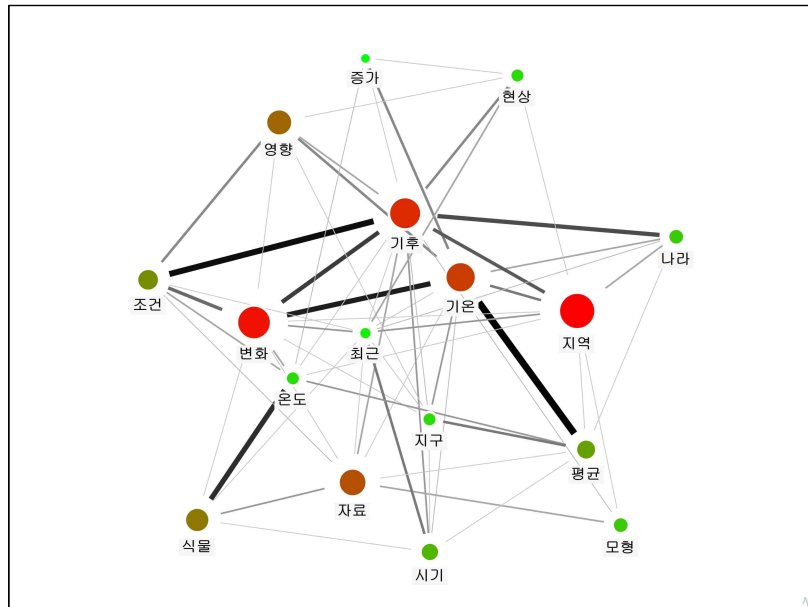 증가
현상
영향
기후
나라
조건
기온
지역
변화
최근
온도
지구
평균
자료
식물
모형
시기